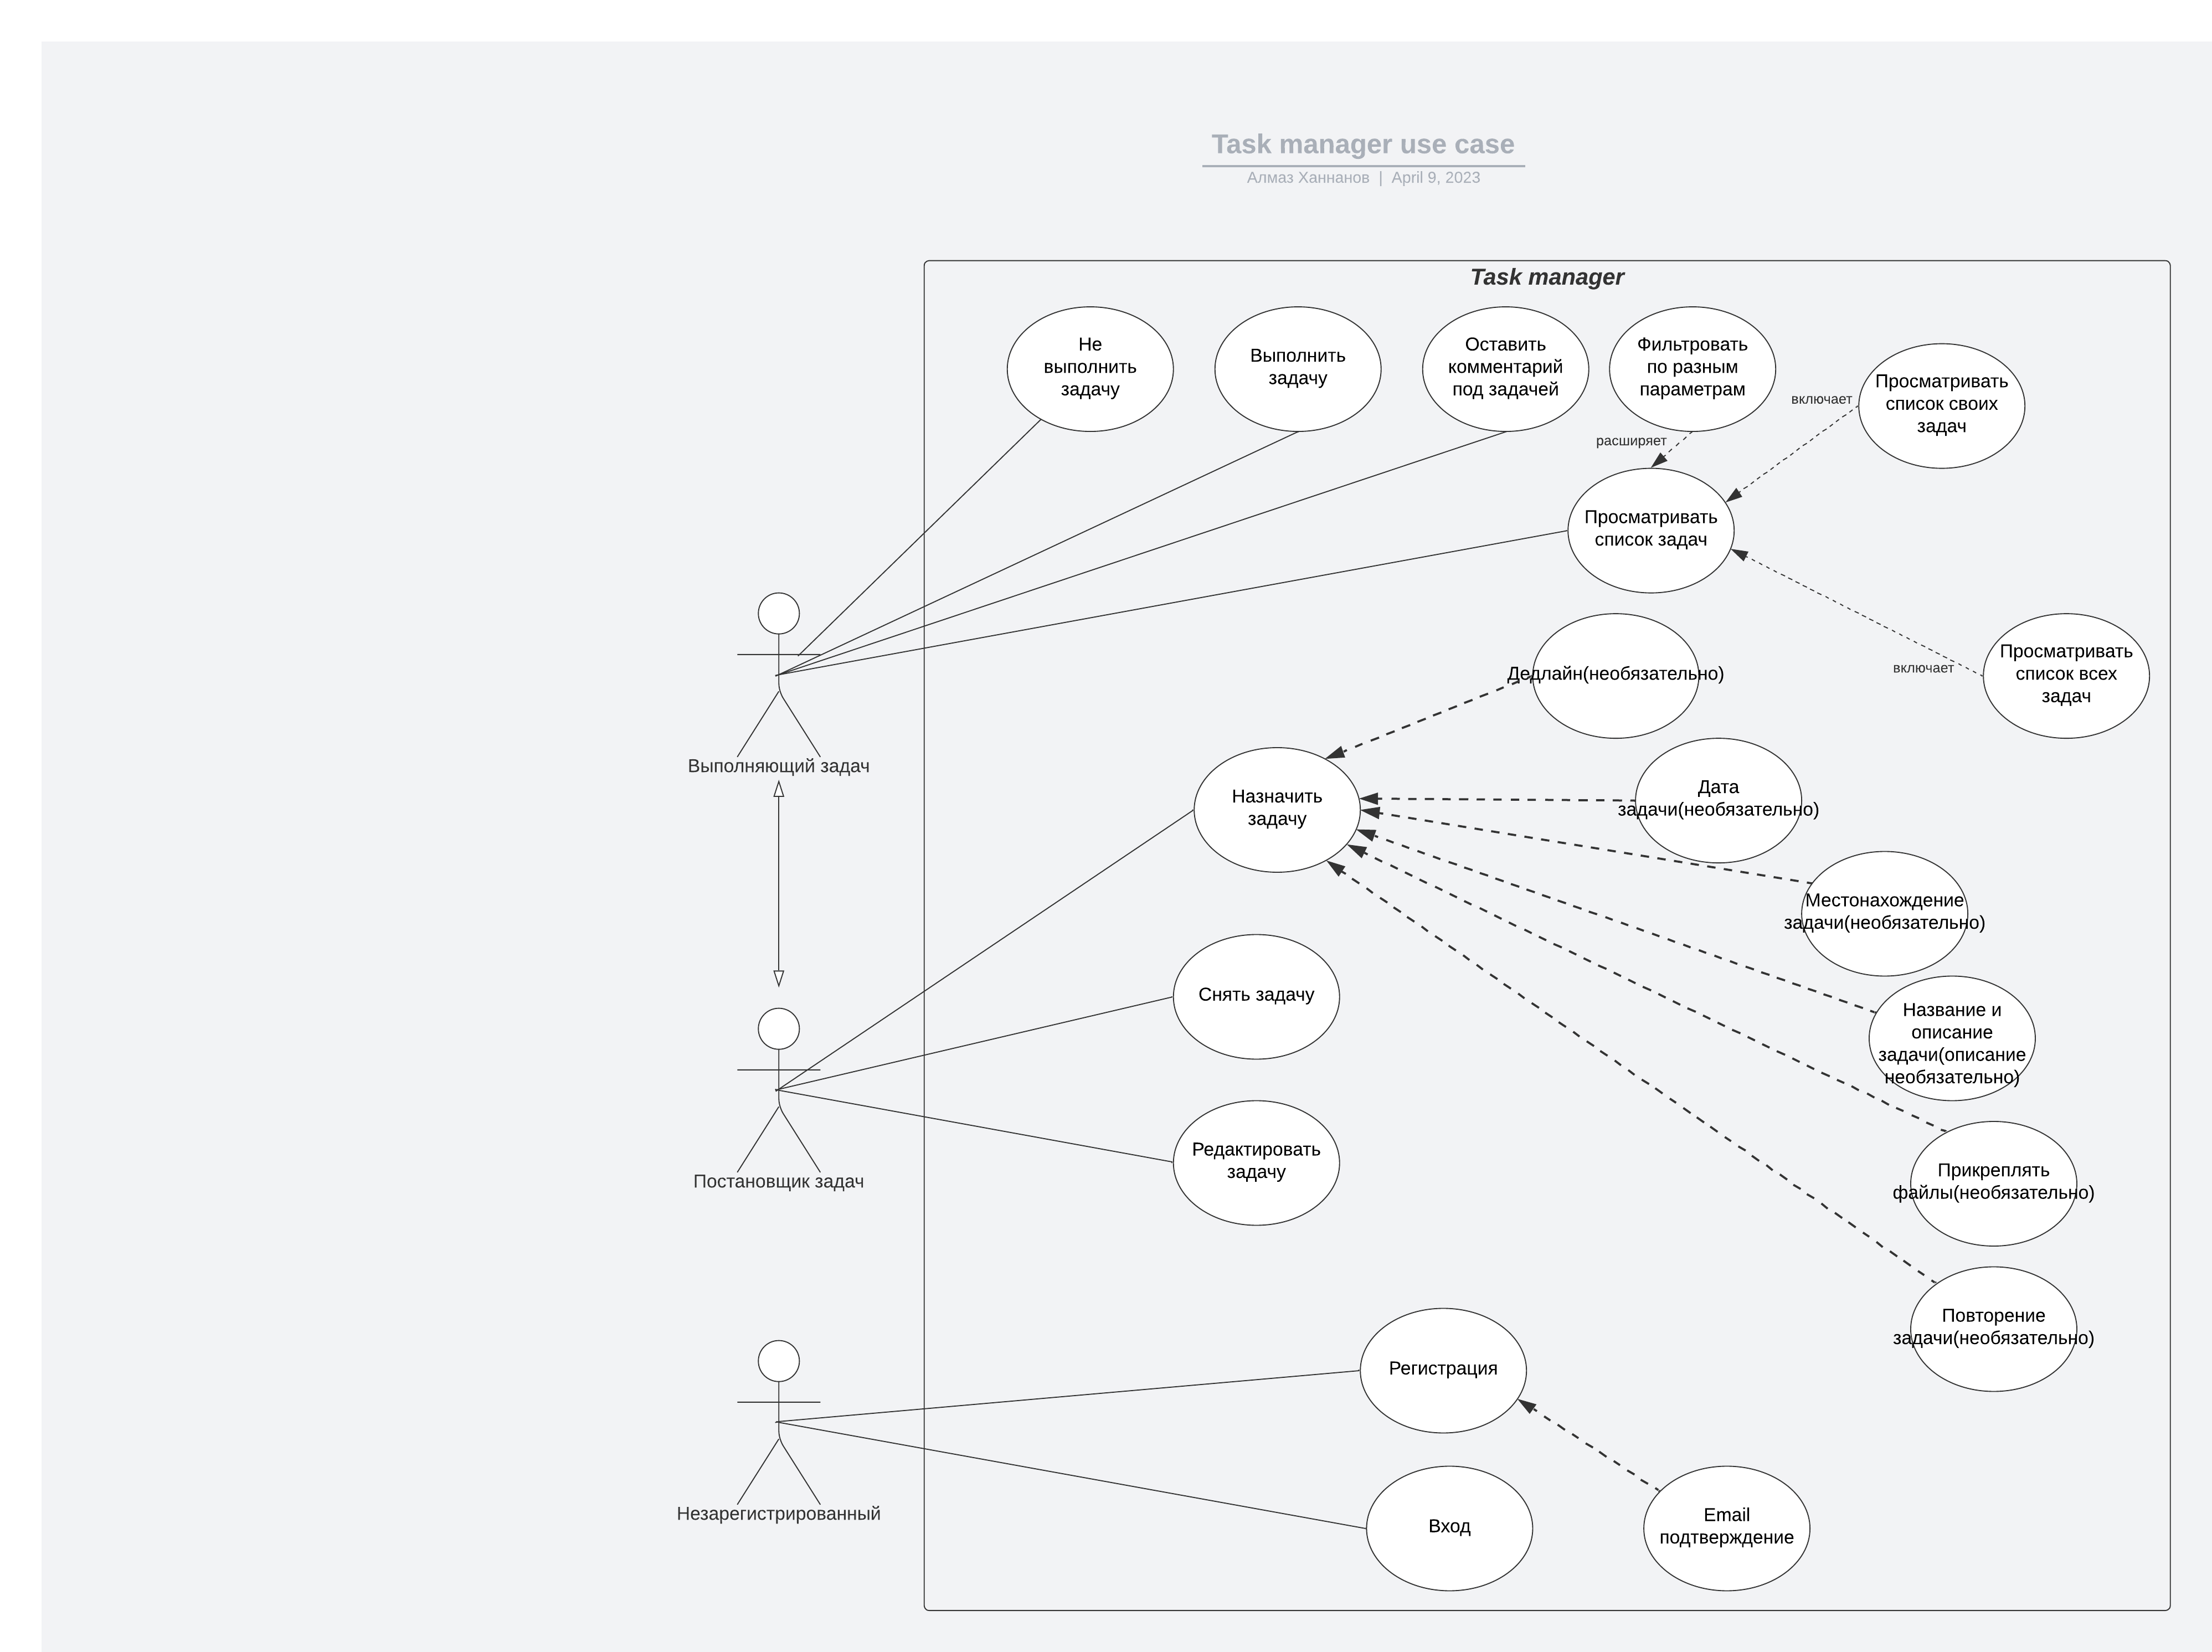 Task manager use case
Алмаз Ханнанов | April 9, 2023
Task manager
Не
выполнить
задачу
Выполнить
задачу
Оставить
комментарий
под задачей
Фильтровать
по разным
параметрам
Просматривать
список своих
задач
включает
расширяет
Просматривать
список задач
Просматривать
список всех
задач
включает
Дедлайн(необязательно)
Выполняющий задач
Назначить
задачу
Дата
задачи(необязательно)
Местонахождение
задачи(необязательно)
Снять задачу
Название и
описание
задачи(описание
необязательно)
Редактировать
задачу
Постановщик задач
Прикреплять
файлы(необязательно)
Повторение
задачи(необязательно)
Регистрация
Незарегистрированный
Вход
Email
подтверждение